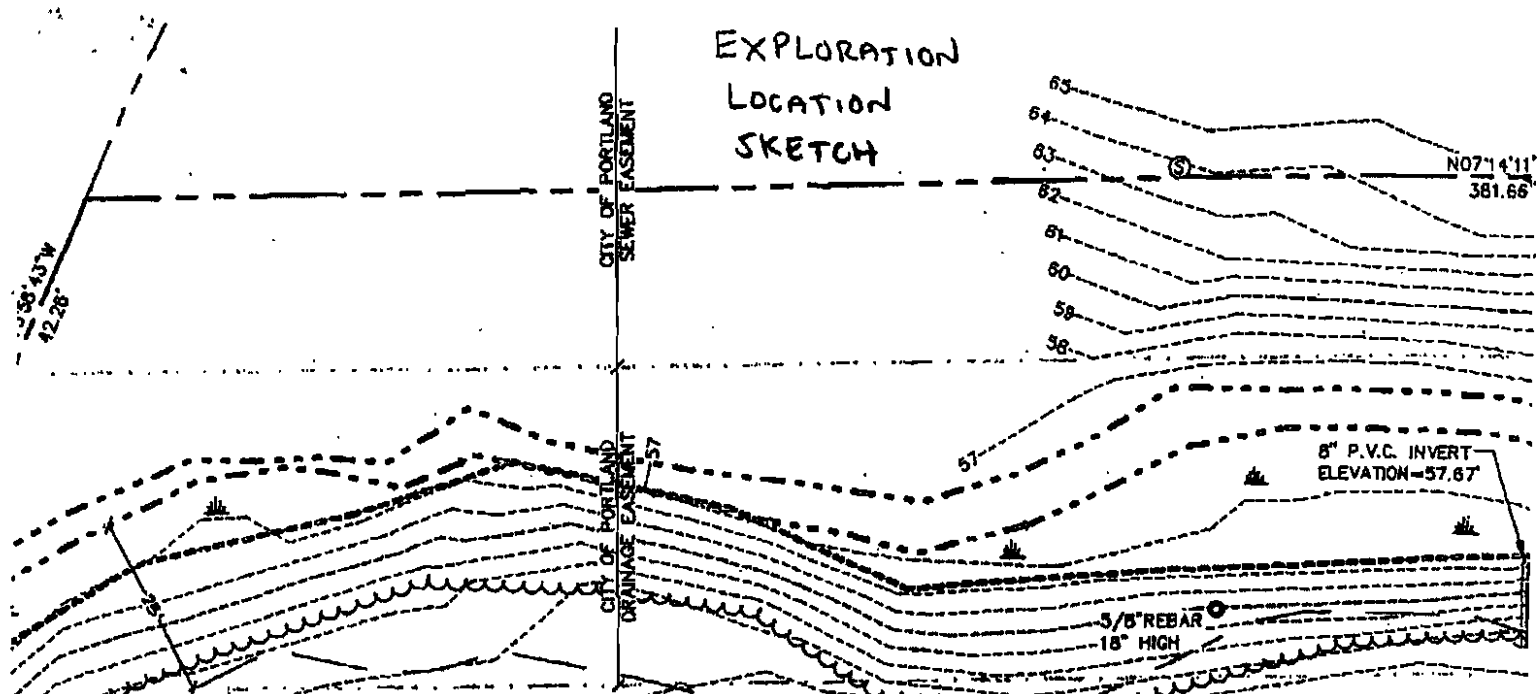 EXPLORATION
LOCATION
SKETCH
CITY OF PORTLAND
SEWER EASEMENT
65
64
63
62
61
60
59
58
N07°14'11"
381.66'
42.26'
57
57
CITY OF PORTLAND
DRAINAGE EASEMENT
8" P.V.C. INVERT
ELEVATION=57.67'
25'
5/8" REBAR
18" HIGH
S